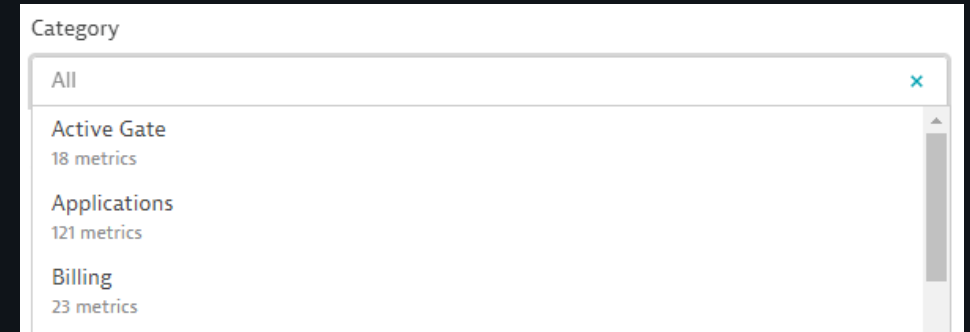 Category
All
Active Gate
18 metrics
Applications
121 metrics
Billing
23 metrics